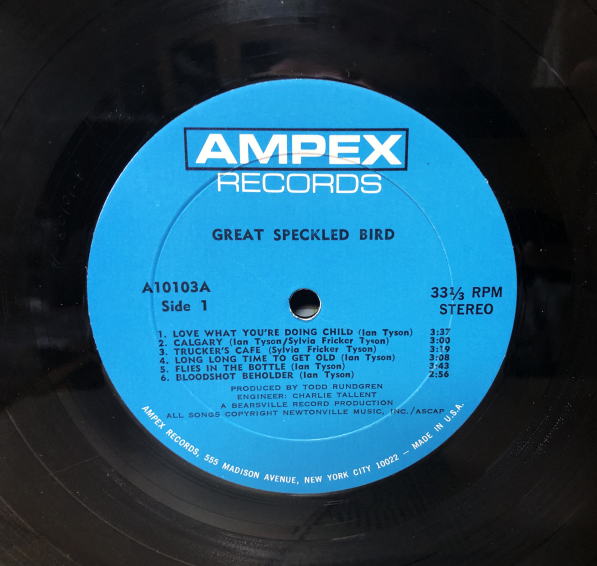 AMPEX
RECORDS
GREAT SPECKLED BIRD
A10103A
Side 1
33⅓ RPM
STEREO
1. LOVE WHAT YOU'RE DOING CHILD (Ian Tyson) 3:37
2. CALGARY (Ian Tyson/Sylvia Fricker Tyson) 3:00
3. TRUCKER'S CAFE (Sylvia Fricker Tyson) 3:19
4. LONG LONG TIME TO GET OLD (Ian Tyson) 3:08
5. FLIES IN THE BOTTLE (Ian Tyson) 3:43
6. BLOODSHOT BEHOLDER (Ian Tyson) 2:56
PRODUCED BY TODD RUNDGREN
ENGINEER: CHARLIE TALLENT
A BEARSVILLE RECORD PRODUCTION
ALL SONGS COPYRIGHT NEWTONVILLE MUSIC, INC./ASCAP
AMPEX RECORDS, 555 MADISON AVENUE, NEW YORK CITY 10022 — MADE IN U.S.A.